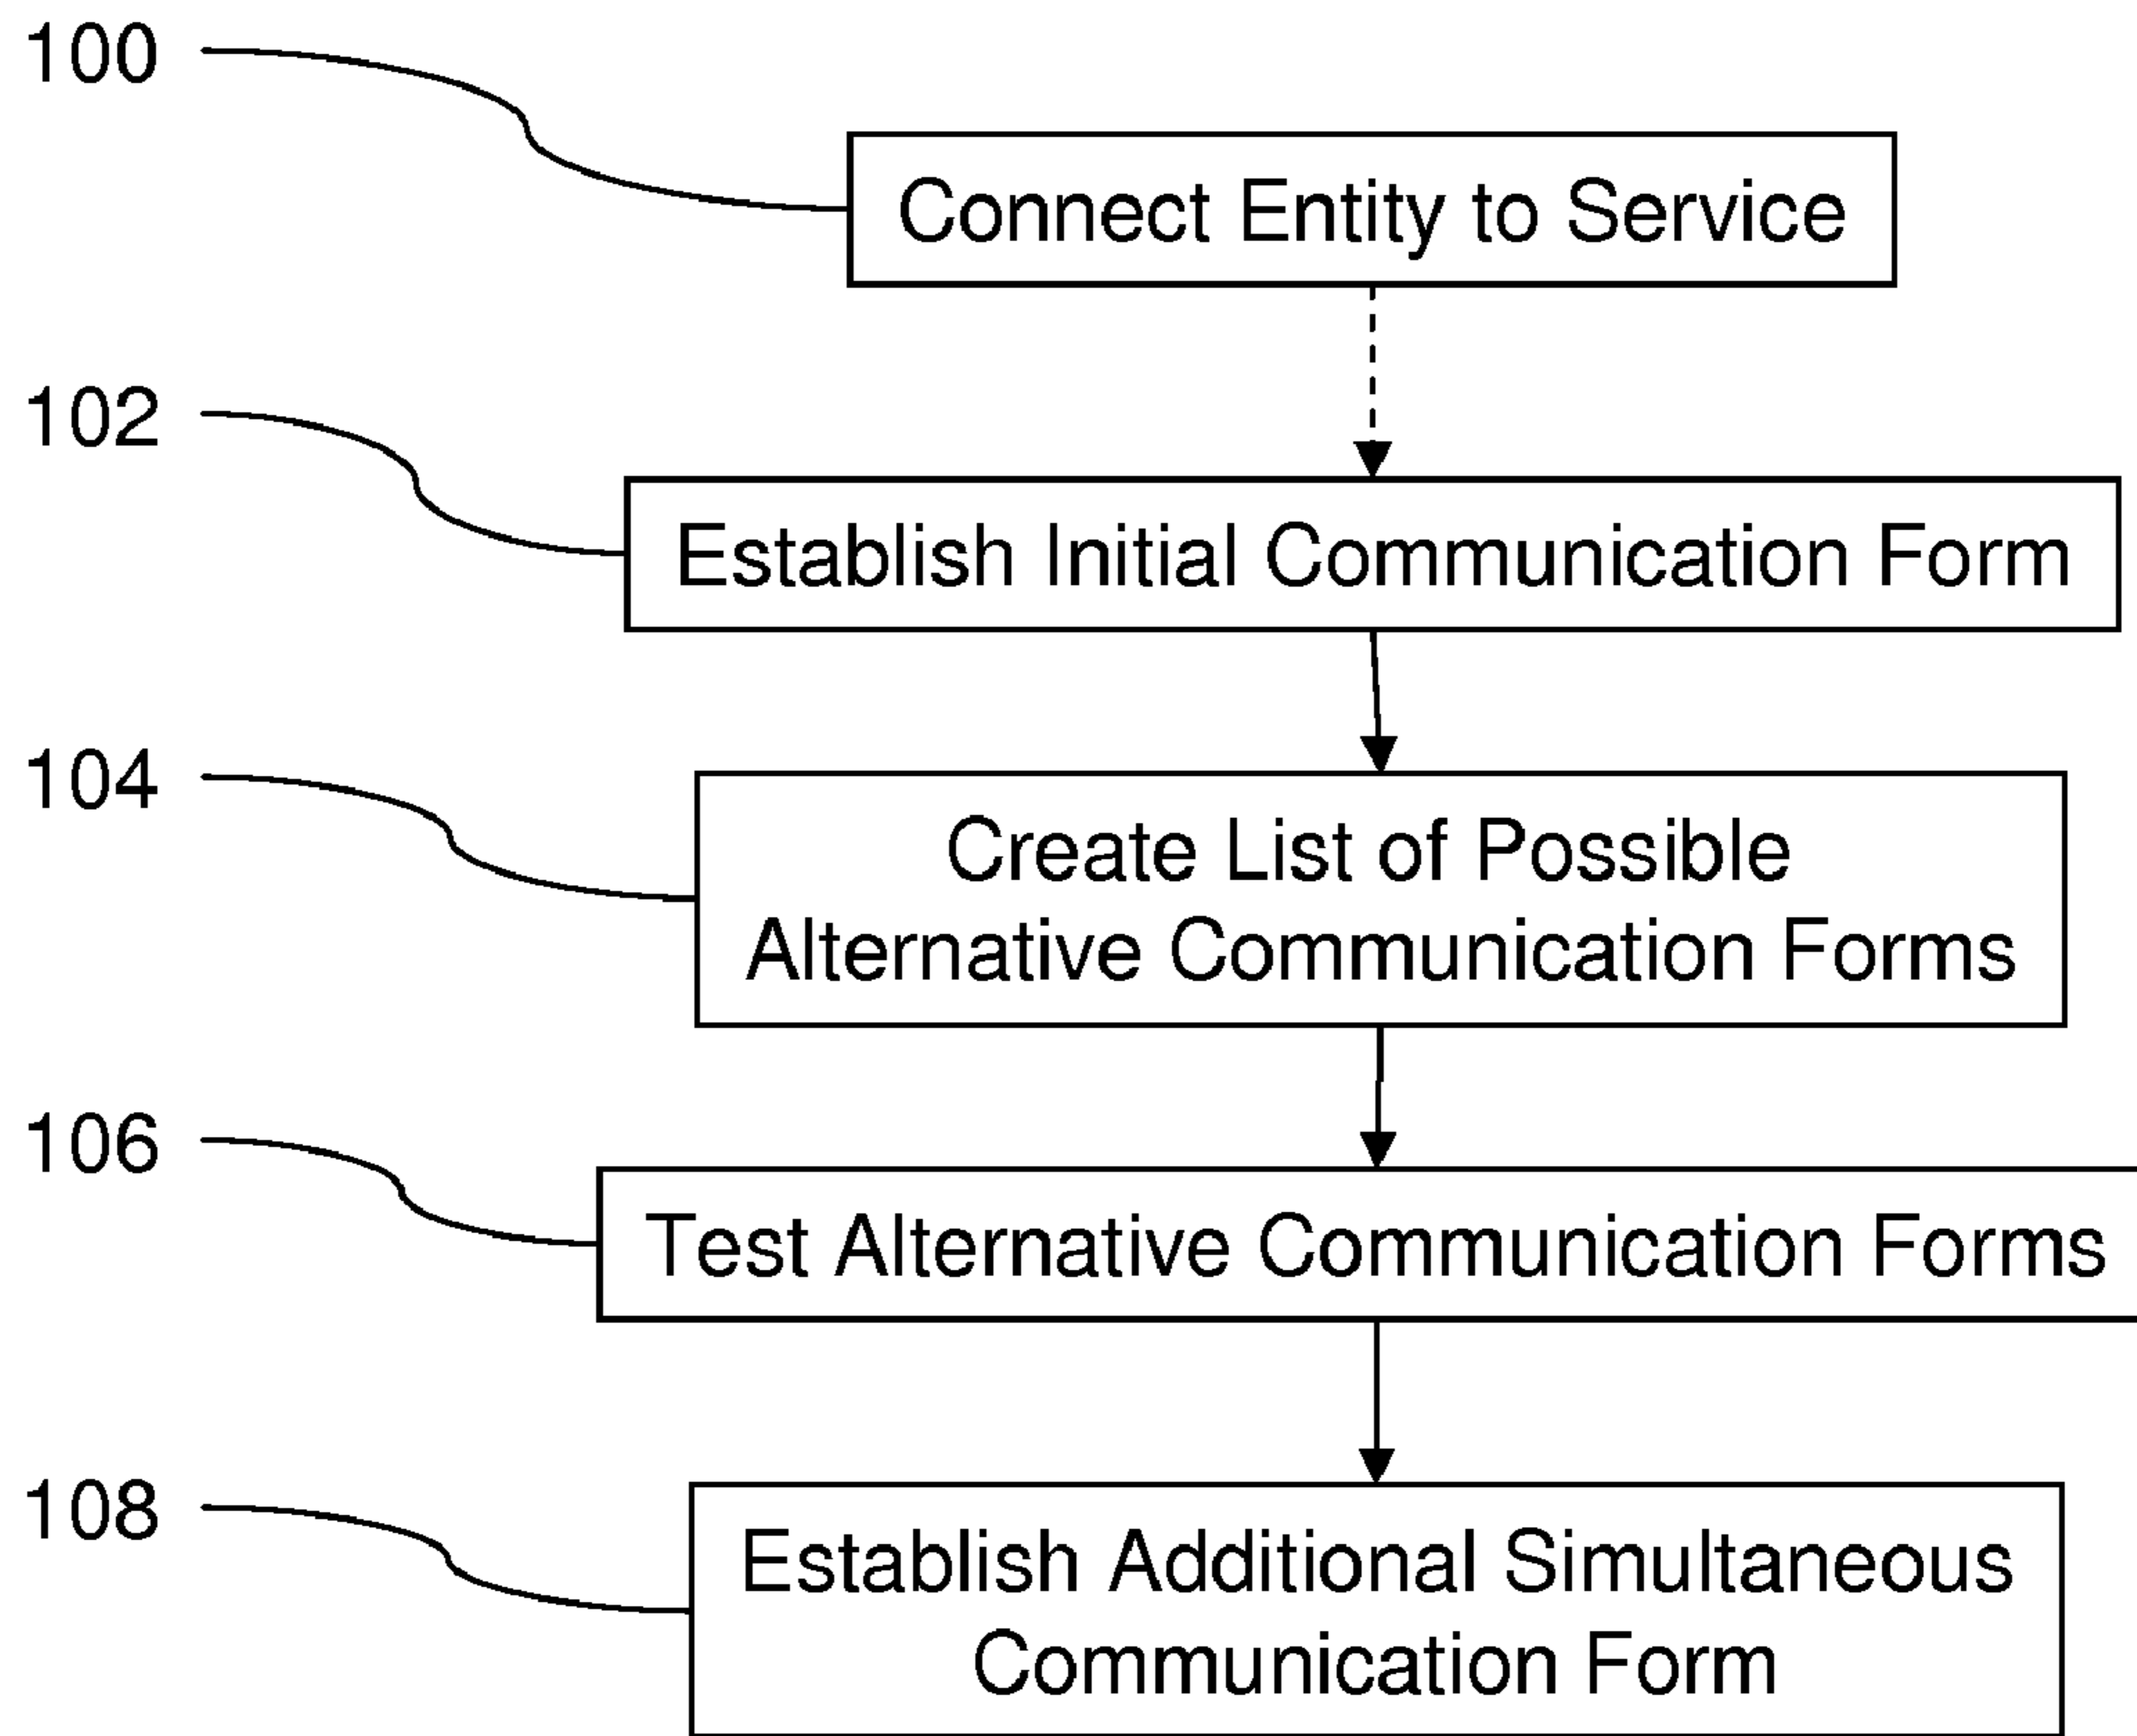 100
Connect Entity to Service
102
Establish Initial Communication Form
104
Create List of Possible
Alternative Communication Forms
106
Test Alternative Communication Forms
108
Establish Additional Simultaneous
Communication Form